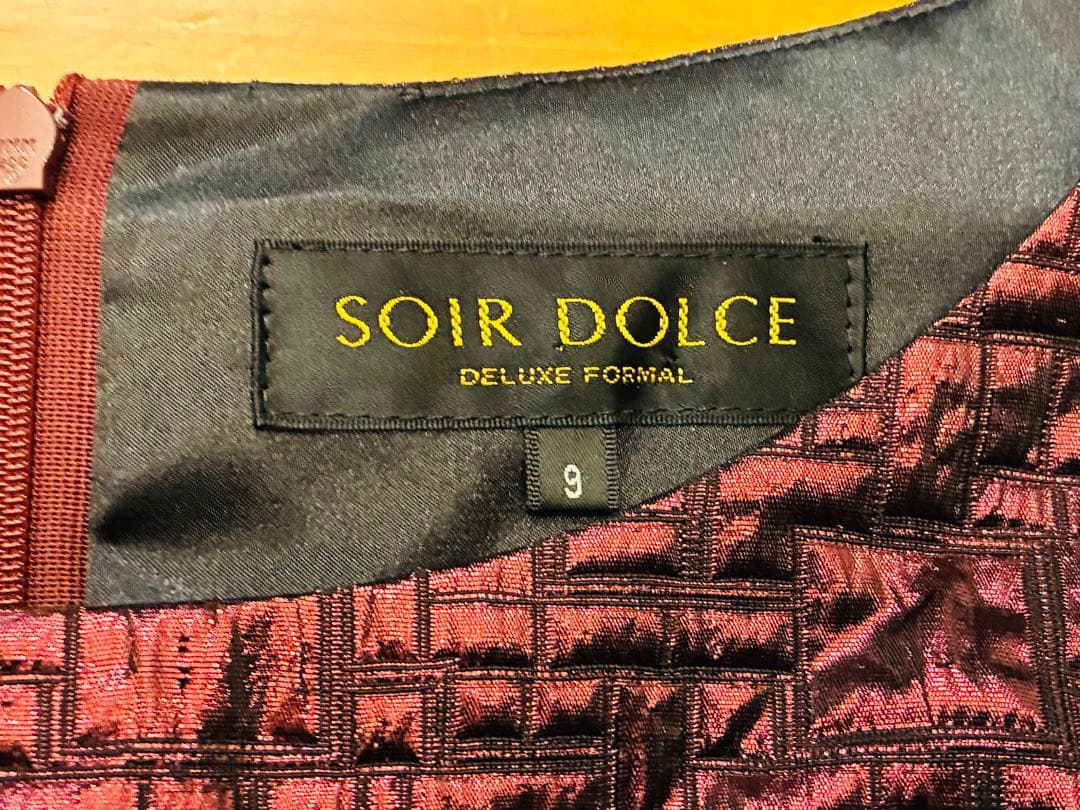 SOIR DOLCE
DELUXE FORMAL
9